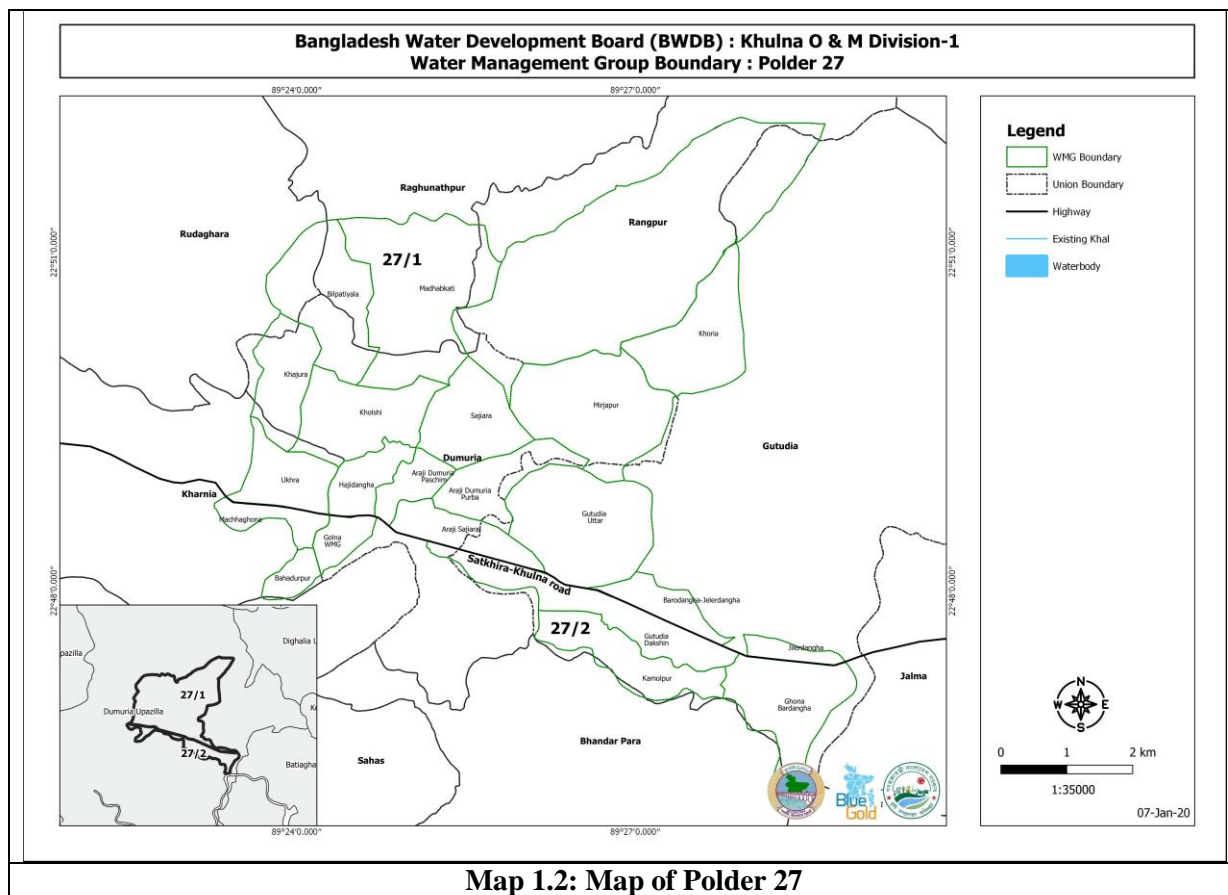 Bangladesh Water Development Board (BWDB) : Khulna O & M Division-1
Water Management Group Boundary : Polder 27
89°24'0.000"
89°27'0.000"
22°51'0.000"
22°51'0.000"
Raghunathpur
Rangpur
Rudaghara
27/1
Bilpatiyala
Madhabkati
Khoria
Khajura
Kholshi
Sajiara
Mirjapur
Gutudia
Dumuria
Araji Dumuria
Paschim
Araji Dumuria
Purba
Ukhra
Hajidangha
Kharnia
Machhaghona
Golna
WMG
Araji Sajiara
Gutudia
Uttar
Satkhira-Khulna road
Bahadurpur
22°48'0.000"
22°48'0.000"
Barodangha-Jelerdangha
27/2
Gutudia
Dakshin
Jilerdangha
Kamolpur
Jalma
Ghona
Bardangha
Bhandar Para
Sahas
Dighalia U
pazilla
27/1
Dumuria Upazilla
27/2
Batiagha
89°24'0.000"
89°27'0.000"
Blue
Gold
Legend
WMG Boundary
Union Boundary
Highway
Existing Khal
Waterbody
N
W E
S
0 1 2 km
1:35000
07-Jan-20
Map 1.2: Map of Polder 27